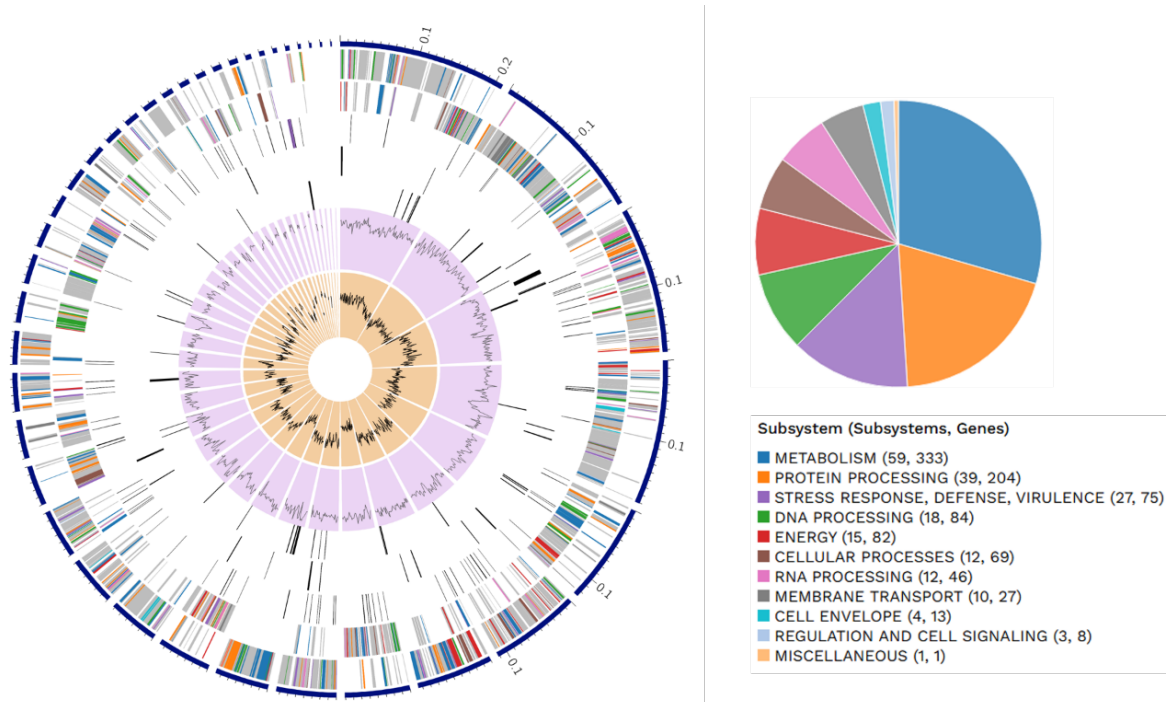 0.1
0.2
0.1
0.1
0.1
0.1
0.1
Subsystem (Subsystems, Genes)
METABOLISM (59, 333)
PROTEIN PROCESSING (39, 204)
STRESS RESPONSE, DEFENSE, VIRULENCE (27, 75)
DNA PROCESSING (18, 84)
ENERGY (15, 82)
CELLULAR PROCESSES (12, 69)
RNA PROCESSING (12, 46)
MEMBRANE TRANSPORT (10, 27)
CELL ENVELOPE (4, 13)
REGULATION AND CELL SIGNALING (3, 8)
MISCELLANEOUS (1, 1)